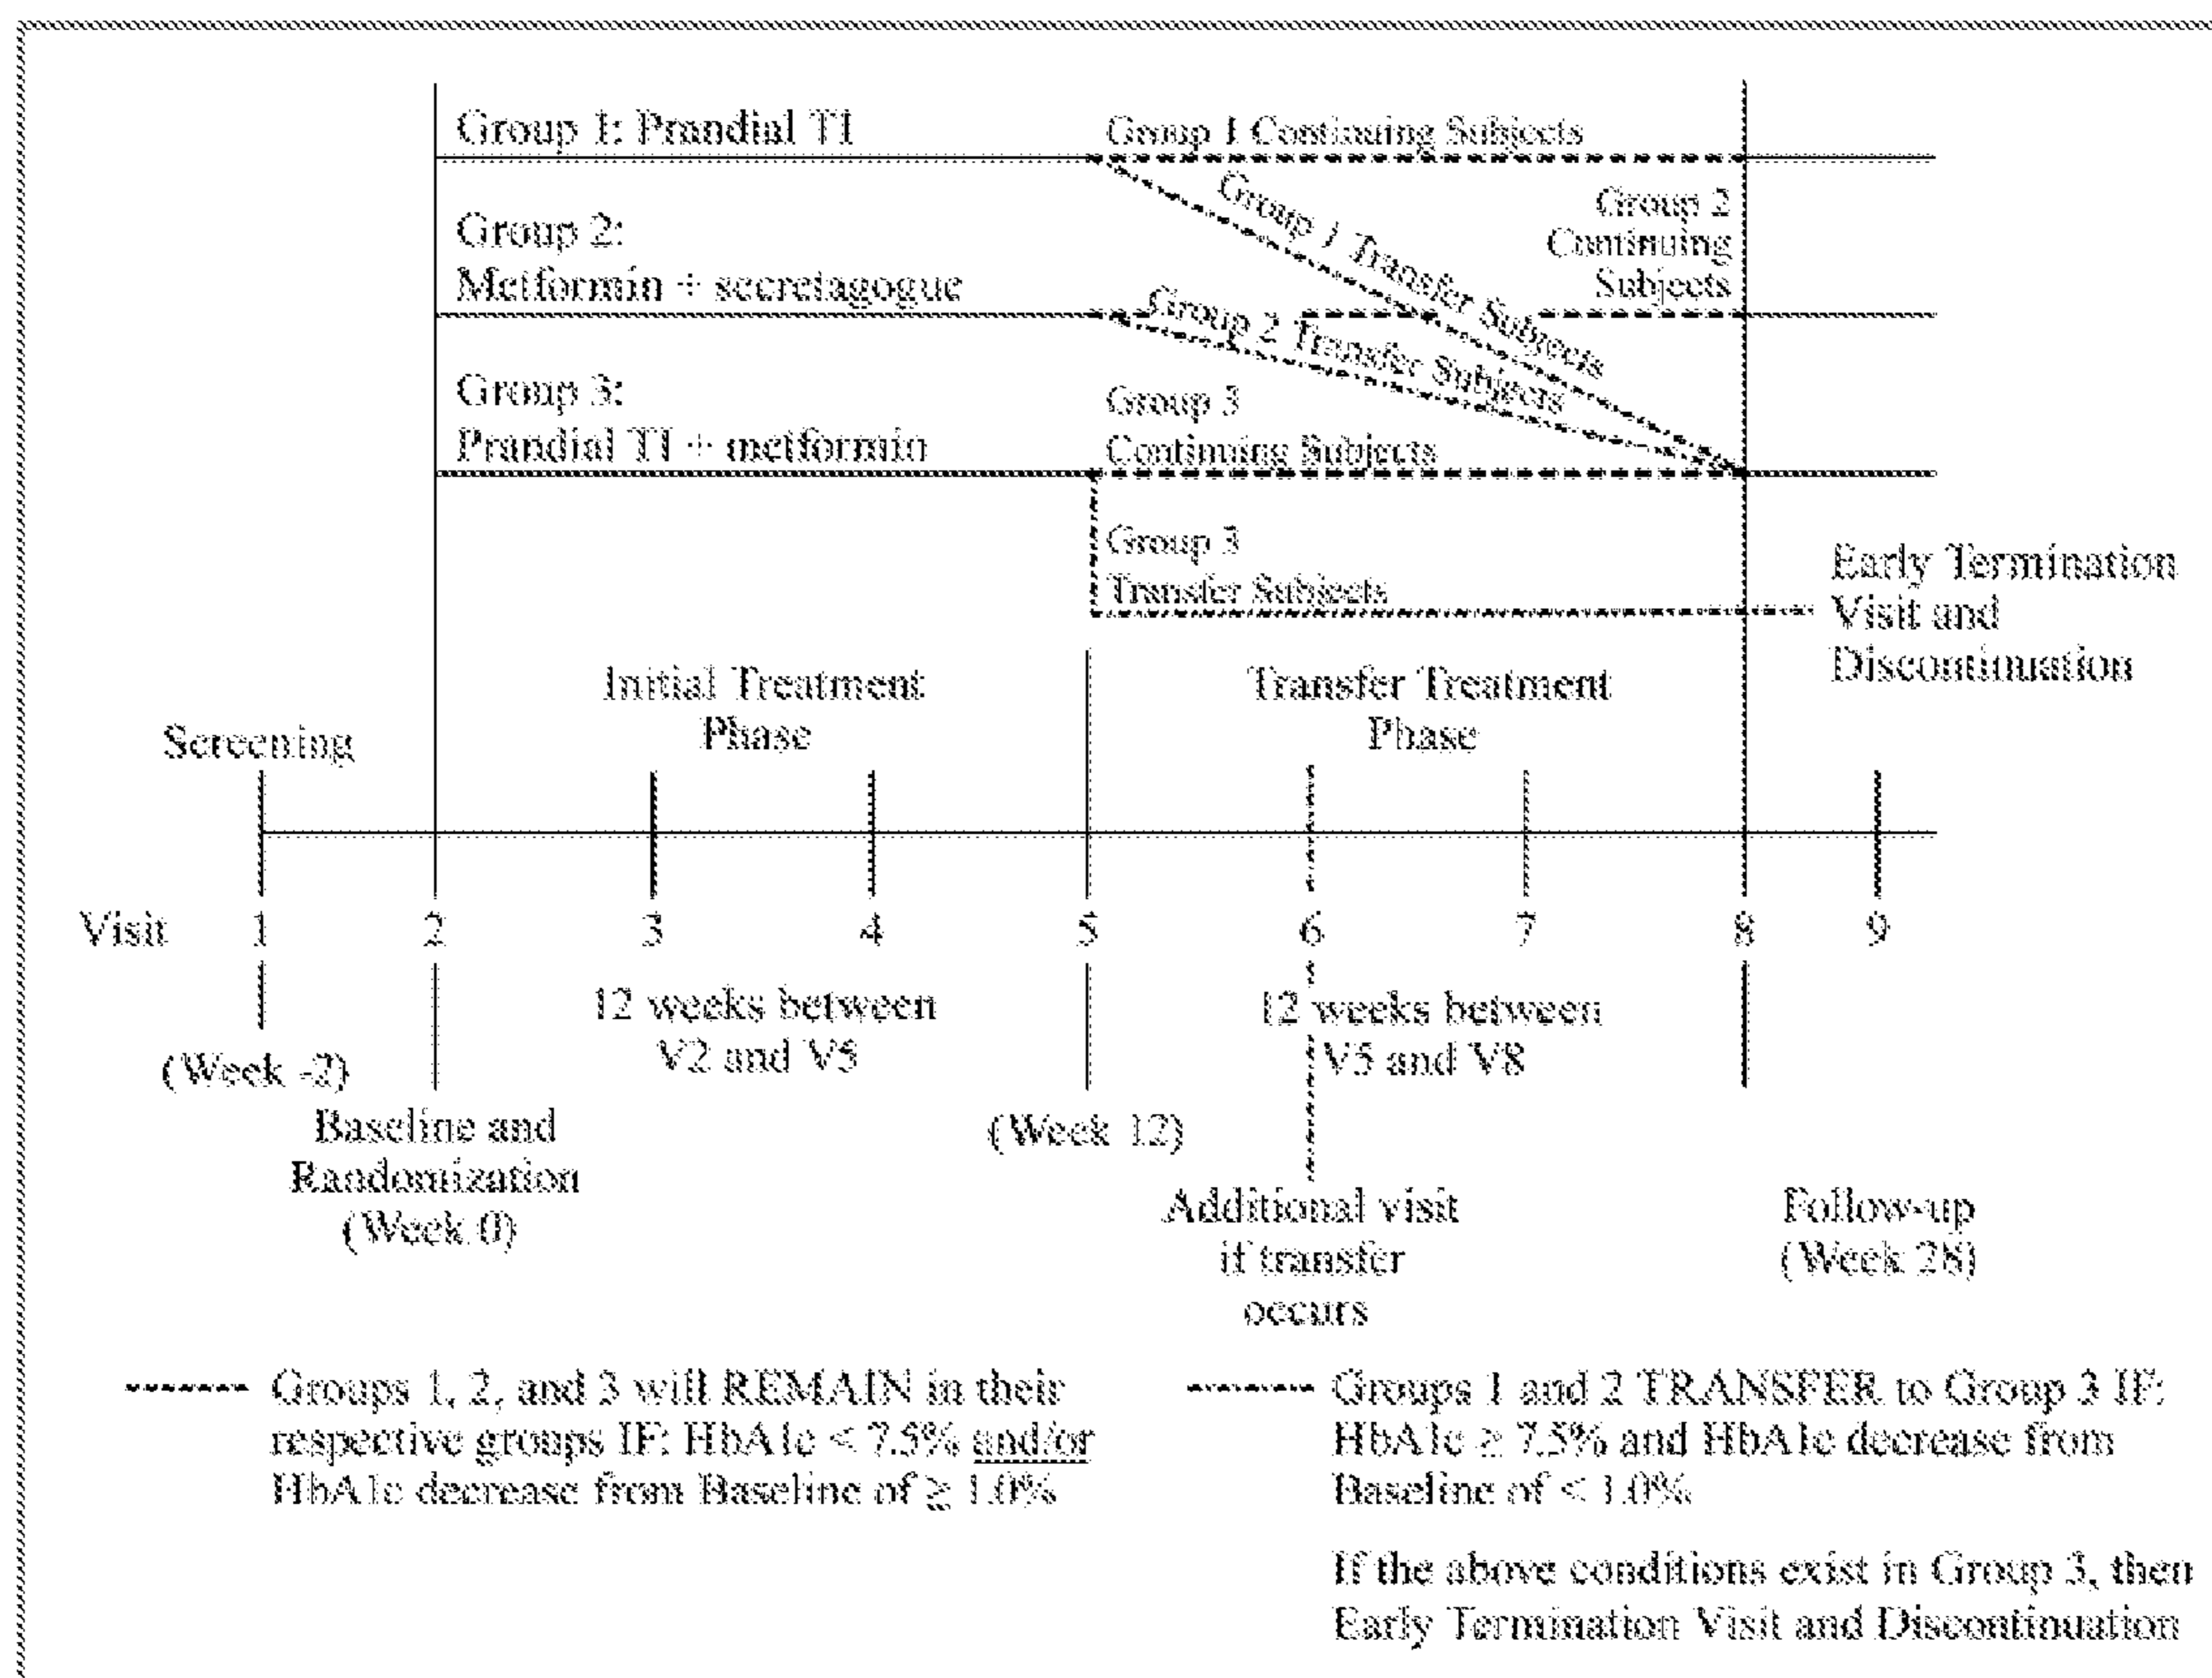 Group 1: Prandial TI
Group 1 Continuing Subjects
Group 1 Transfer Subjects
Group 2
Continuing
Subjects
Group 2:
Metformin + secretagogue
Group 2 Transfer Subjects
Group 3:
Prandial TI + metformin
Group 3
Continuing Subjects
Group 3
Transfer Subjects
Early Termination
Visit and
Discontinuation
Screening
Initial Treatment
Phase
Transfer Treatment
Phase
Visit 1 2 3 4 5 6 7 8 9
12 weeks between
V2 and V5
12 weeks between
V5 and V8
(Week -2)
Baseline and
Randomization
(Week 0)
(Week 12)
Additional visit
if transfer
occurs
Follow-up
(Week 28)
Groups 1, 2, and 3 will REMAIN in their
respective groups IF: HbA1c < 7.5% and/or
HbA1c decrease from Baseline of ≥ 1.0%
Groups 1 and 2 TRANSFER to Group 3 IF:
HbA1c ≥ 7.5% and HbA1c decrease from
Baseline of < 1.0%
If the above conditions exist in Group 3, then
Early Termination Visit and Discontinuation